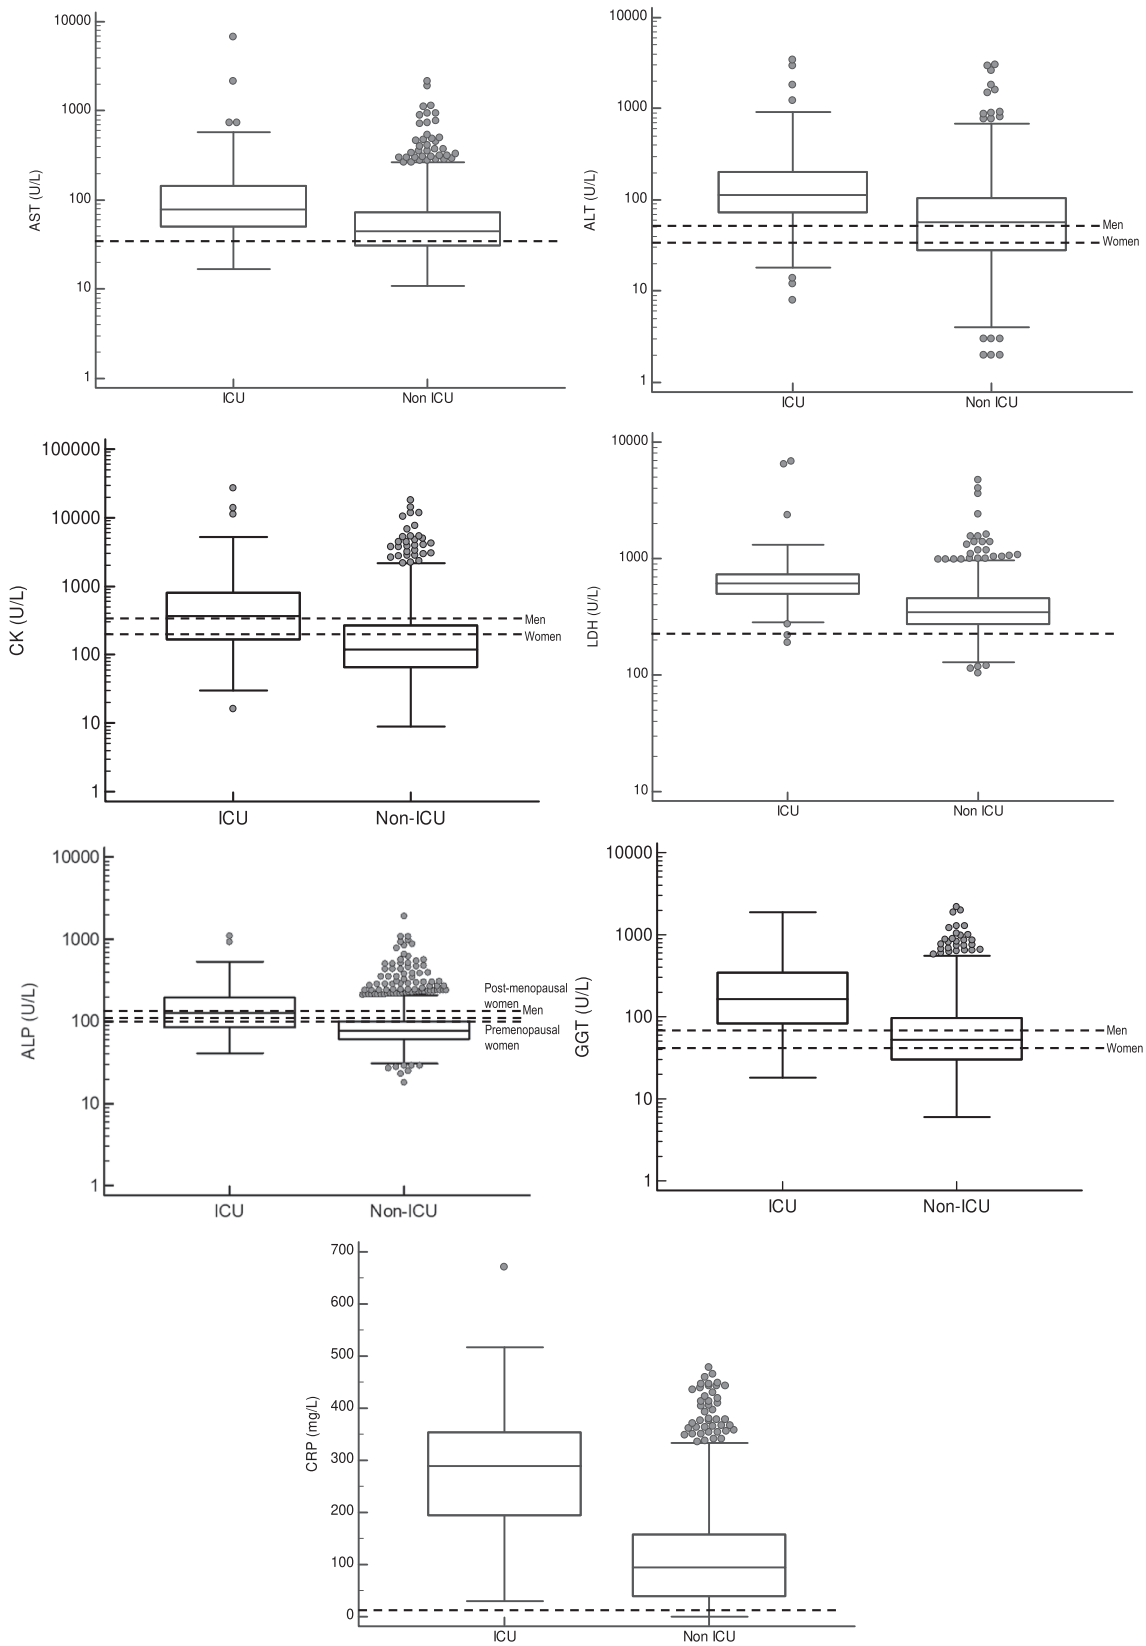 10000
1000
100
10
1
AST (U/L)
ICU
Non ICU
10000
1000
100
10
1
ALT (U/L)
Men
Women
ICU
Non ICU
100000
10000
1000
100
10
1
CK (U/L)
Men
Women
ICU
Non-ICU
10000
1000
100
10
LDH (U/L)
ICU
Non ICU
10000
1000
100
10
1
ALP (U/L)
Post-menopausal
women
Men
Premenopausal
women
ICU
Non-ICU
10000
1000
100
10
1
GGT (U/L)
Men
Women
ICU
Non-ICU
700
600
500
400
300
200
100
0
CRP (mg/L)
ICU
Non ICU